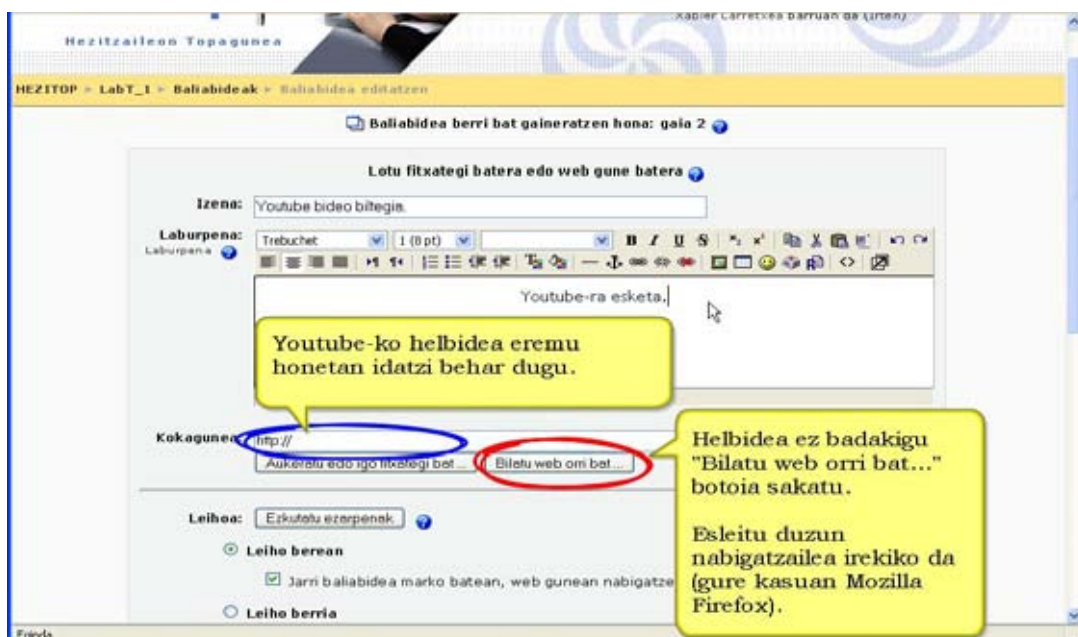 Xabier Carretxea barruan da (Irten)
Hezitzaileen Topagunea
HEZITOP ► LabT_1 ► Baliabideak ► Baliabidea editatzen
Baliabidea berri bat gaineratzen hona: gaia 2
Lotu fitxategi batera edo web gune batera
Izena: Youtube bideo biltegia.
Laburpena:
Laburpena
Trebuchet 1 (8 pt)
Youtube-ra esketa.
Youtube-ko helbidea eremu
honetan idatzi behar dugu.
Kokagunea: http://
Aukeratu edo igo fitxategi bat ... Bilatu web orri bat...
Helbidea ez badakigu
"Bilatu web orri bat..."
botoia sakatu.
Esleitu duzun
nabigatzailea irekiko da
(gure kasuan Mozilla
Firefox).
Leihoa: Ezkutatu ezarpenak
Leiho berean
Jarri baliabidea marko batean, web gunean nabigatze
Leiho berria
Eginda